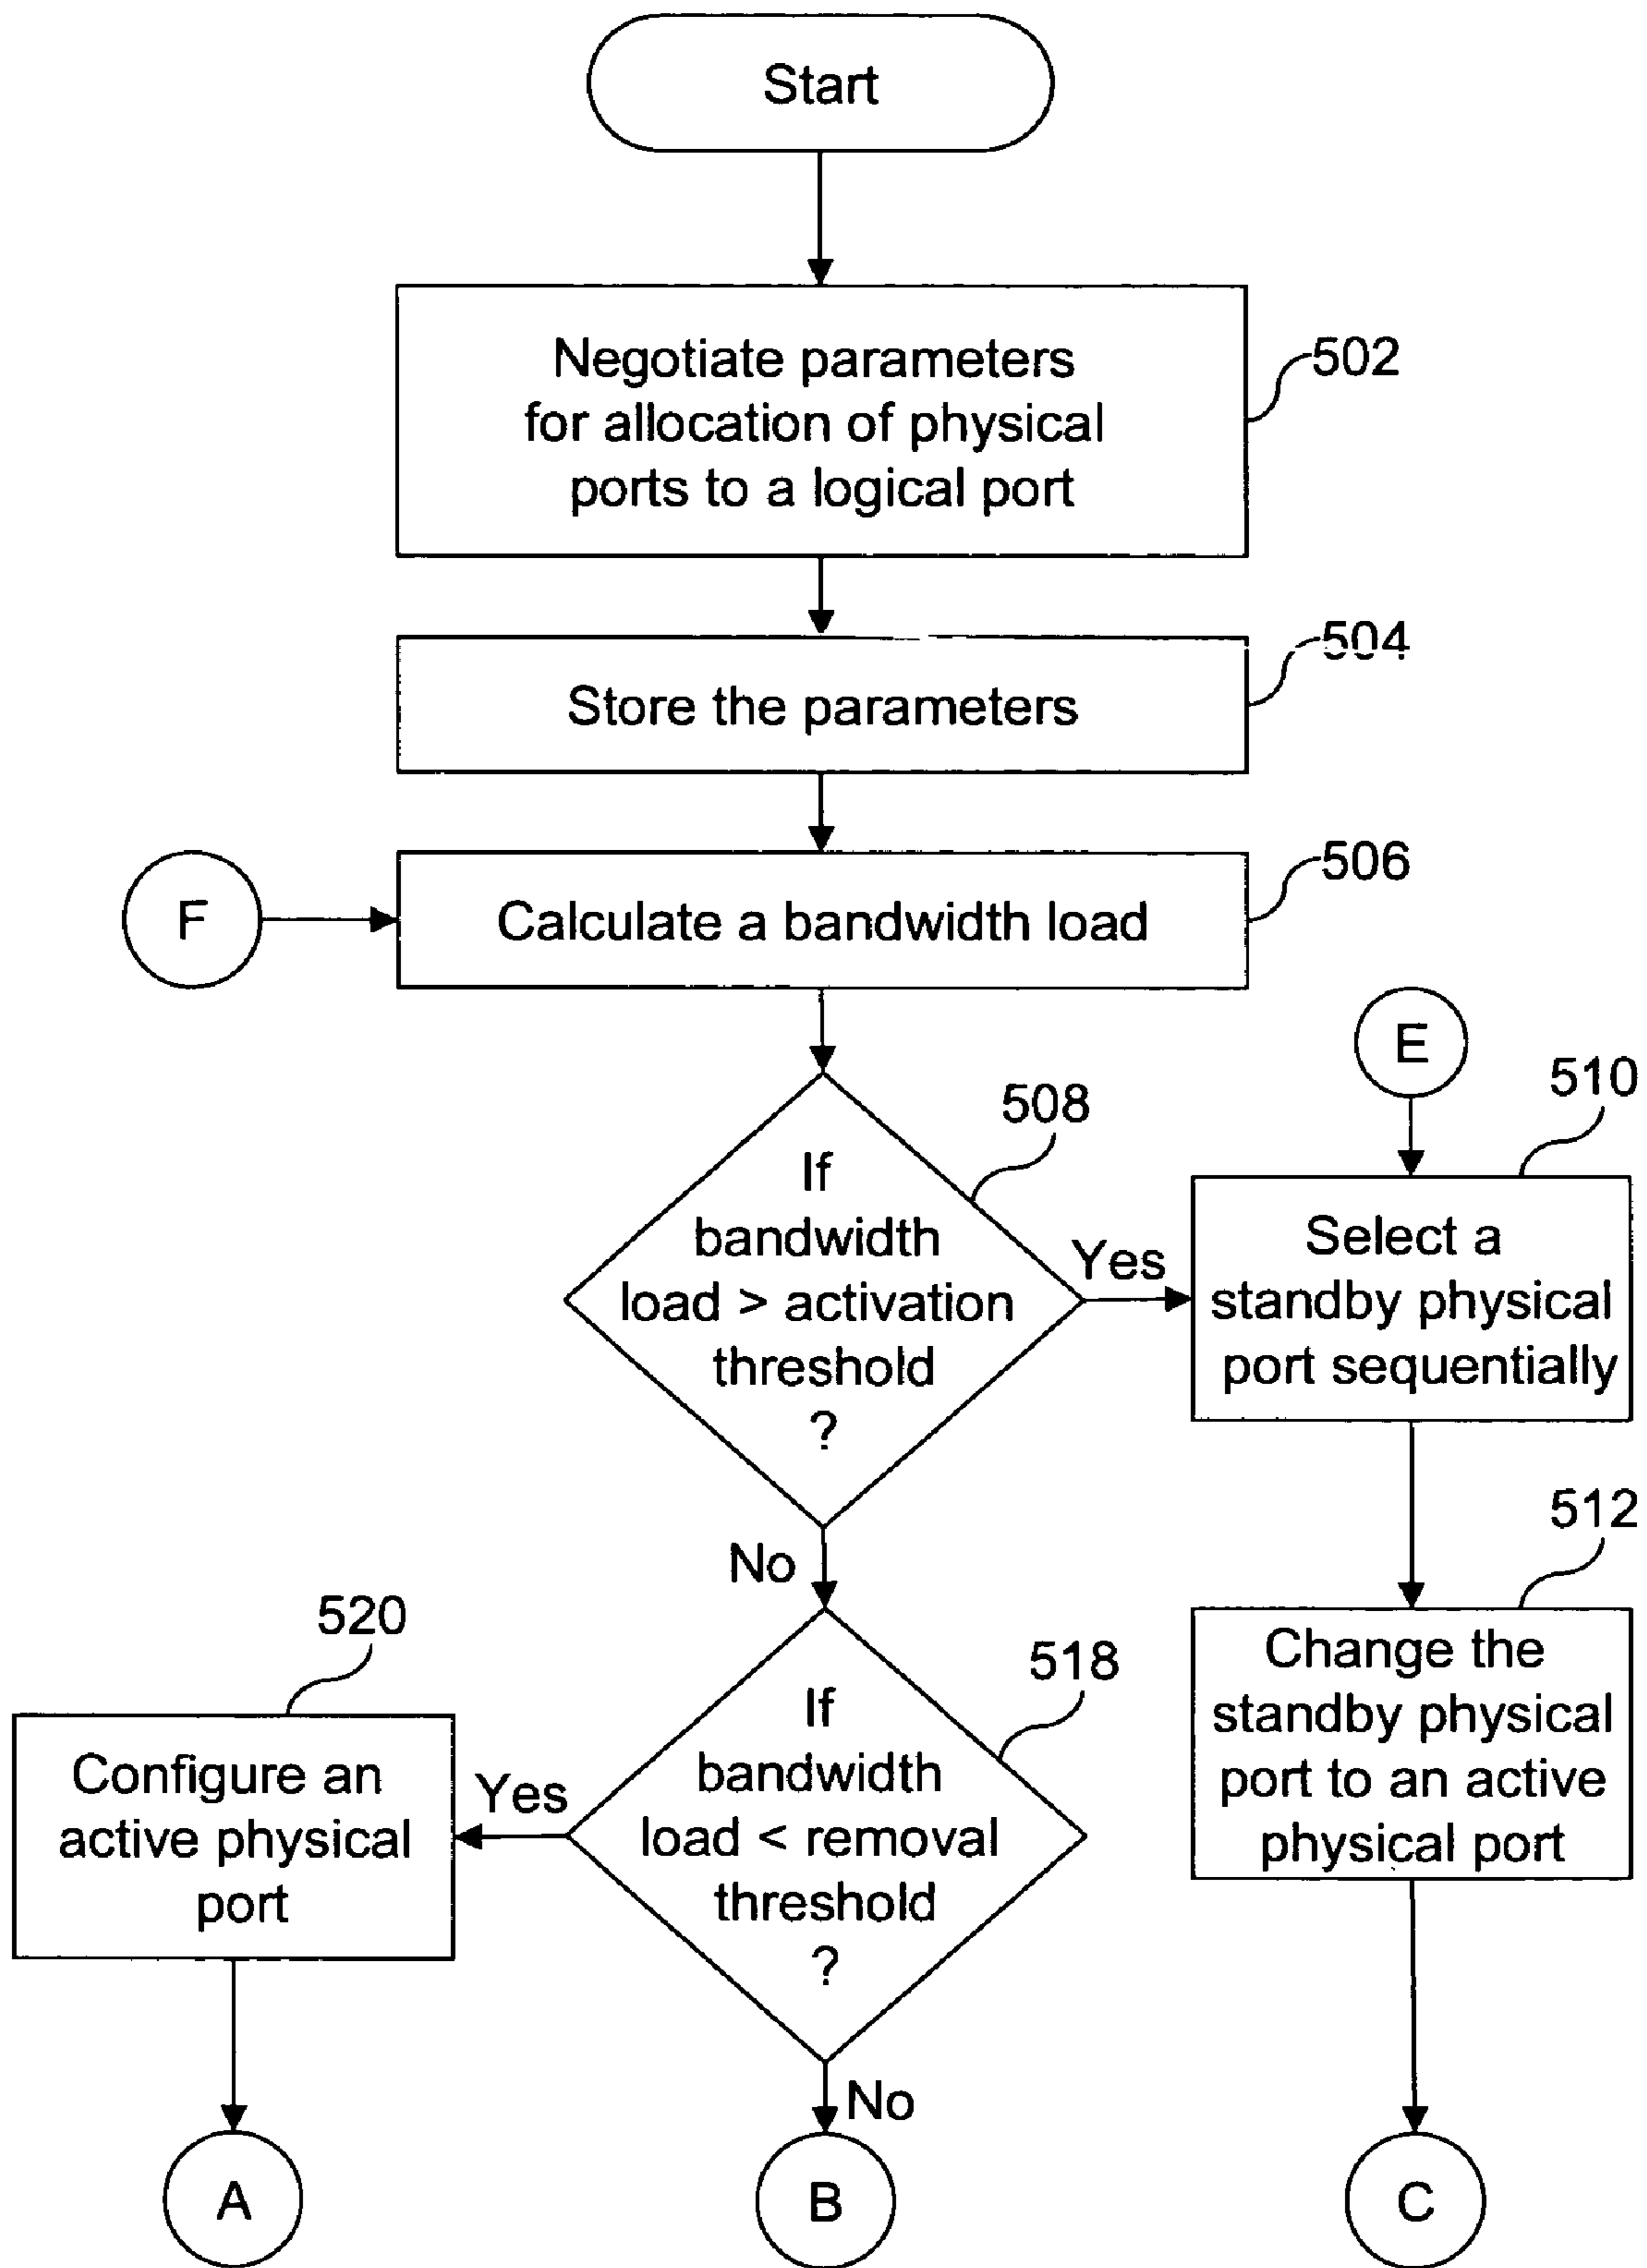 Start
Negotiate parameters
for allocation of physical
ports to a logical port
502
504
Store the parameters
506
F
Calculate a bandwidth load
E
510
508
If
bandwidth
load > activation
threshold
?
Yes
Select a
standby physical
port sequentially
No
512
520
518
Change the
standby physical
port to an active
physical port
If
bandwidth
load < removal
threshold
?
Yes
Configure an
active physical
port
No
A
B
C